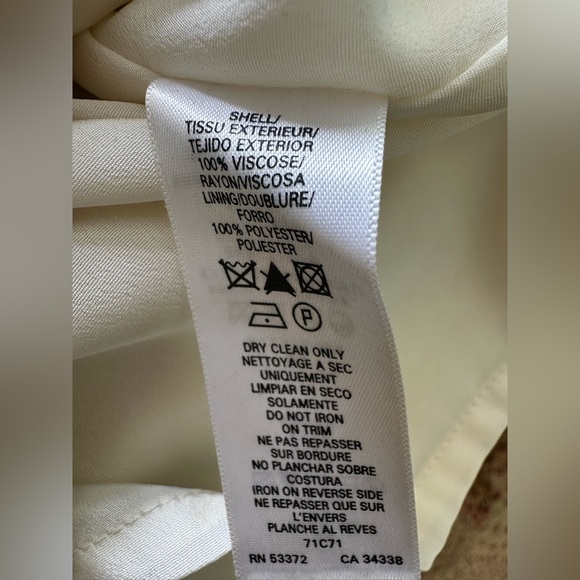 SHELL/
TISSU EXTERIEUR/
TEJIDO EXTERIOR
100% VISCOSE/
RAYON/VISCOSA
LINING/DOUBLURE/
FORRO
100% POLYESTER/
POLIESTER
P
DRY CLEAN ONLY
NETTOYAGE A SEC
UNIQUEMENT
LIMPIAR EN SECO
SOLAMENTE
DO NOT IRON
ON TRIM
NE PAS REPASSER
SUR BORDURE
NO PLANCHAR SOBRE
COSTURA
IRON ON REVERSE SIDE
NE REPASSER QUE SUR
L'ENVERS
PLANCHE AL REVES
71C71
RN 53372 CA 34338